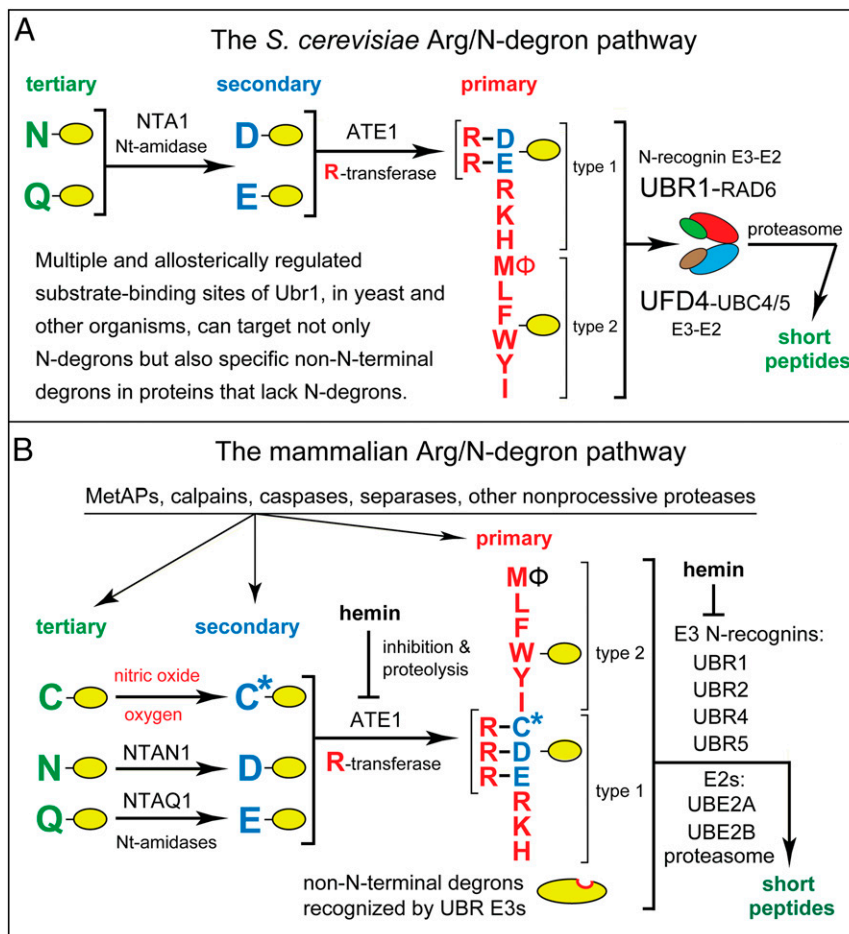 A
The S. cerevisiae Arg/N-degron pathway
tertiary
secondary
primary
N
NTA1
Nt-amidase
Q
D
E
ATE1
R-transferase
R-D
R-E
R
K
H
MΦ
L
F
W
Y
I
type 1
type 2
N-recognin E3-E2
UBR1-RAD6
proteasome
UFD4-UBC4/5
E3-E2
short
peptides
Multiple and allosterically regulated
substrate-binding sites of Ubr1, in yeast and
other organisms, can target not only
N-degrons but also specific non-N-terminal
degrons in proteins that lack N-degrons.
B
The mammalian Arg/N-degron pathway
MetAPs, calpains, caspases, separases, other nonprocessive proteases
primary
tertiary
secondary
hemin
inhibition &
proteolysis
C
nitric oxide
oxygen
C*
N
NTAN1
D
Q
NTAQ1
E
Nt-amidases
ATE1
R-transferase
MΦ
L
F
W
Y
I
R-C*
R-D
R-E
R
K
H
type 2
type 1
hemin
E3 N-recognins:
UBR1
UBR2
UBR4
UBR5
E2s:
UBE2A
UBE2B
proteasome
short
peptides
non-N-terminal degrons
recognized by UBR E3s